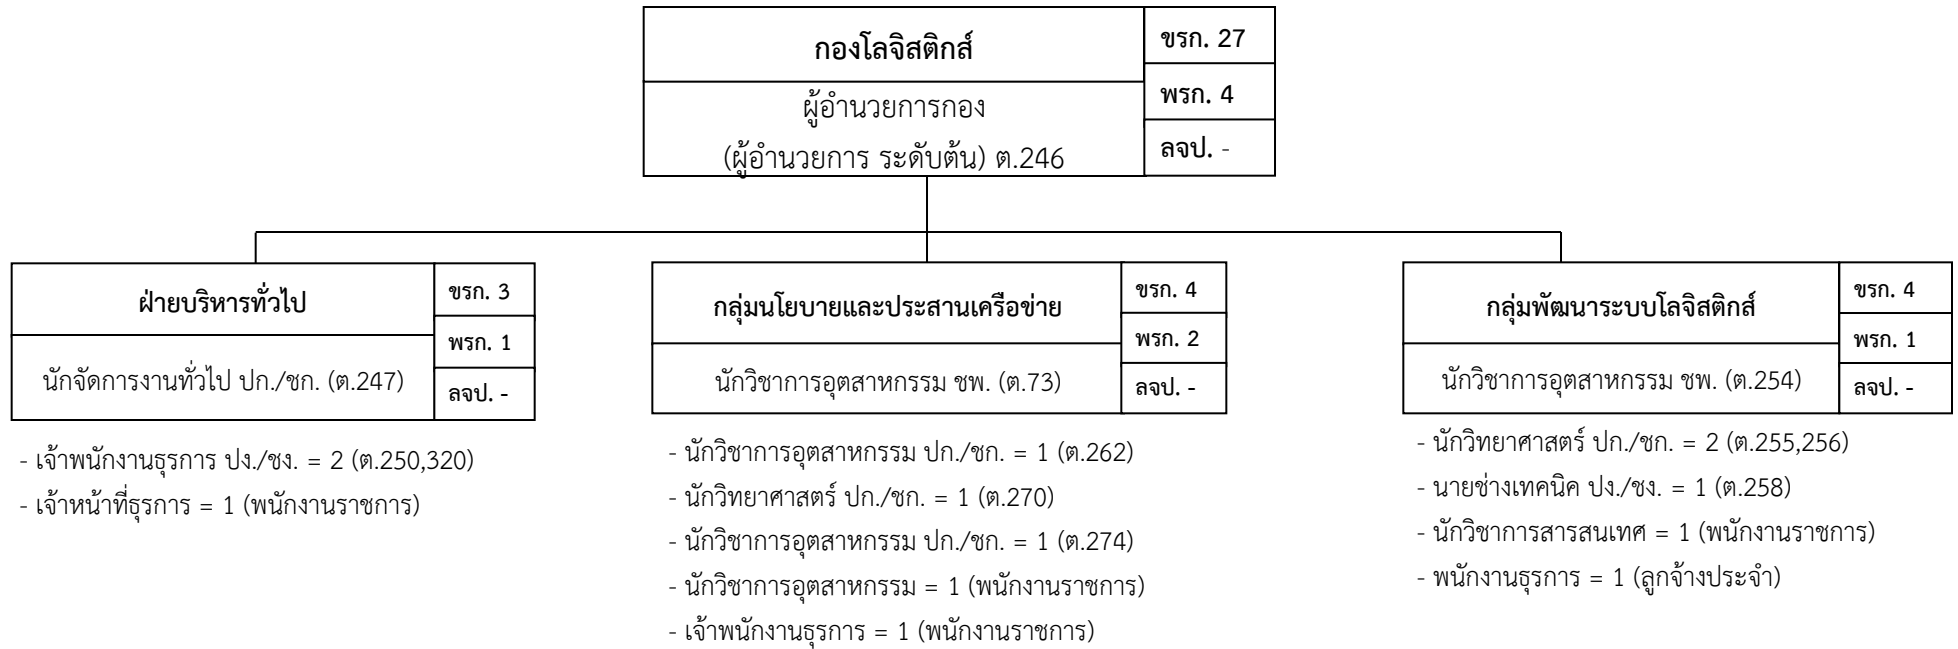 กองโลจิสติกส์
ขรก. 27
ผู้อำนวยการกอง
พรก. 4
(ผู้อำนวยการ ระดับต้น) ต.246
ลจป. -
ฝ่ายบริหารทั่วไป
ขรก. 3
พรก. 1
นักจัดการงานทั่วไป ปก./ชก. (ต.247)
ลจป. -
- เจ้าพนักงานธุรการ ปง./ชง. = 2 (ต.250,320)
- เจ้าหน้าที่ธุรการ = 1 (พนักงานราชการ)
กลุ่มนโยบายและประสานเครือข่าย
ขรก. 4
พรก. 2
นักวิชาการอุตสาหกรรม ชพ. (ต.73)
ลจป. -
- นักวิชาการอุตสาหกรรม ปก./ชก. = 1 (ต.262)
- นักวิทยาศาสตร์ ปก./ชก. = 1 (ต.270)
- นักวิชาการอุตสาหกรรม ปก./ชก. = 1 (ต.274)
- นักวิชาการอุตสาหกรรม = 1 (พนักงานราชการ)
- เจ้าพนักงานธุรการ = 1 (พนักงานราชการ)
กลุ่มพัฒนาระบบโลจิสติกส์
ขรก. 4
พรก. 1
นักวิชาการอุตสาหกรรม ชพ. (ต.254)
ลจป. -
- นักวิทยาศาสตร์ ปก./ชก. = 2 (ต.255,256)
- นายช่างเทคนิค ปง./ชง. = 1 (ต.258)
- นักวิชาการสารสนเทศ = 1 (พนักงานราชการ)
- พนักงานธุรการ = 1 (ลูกจ้างประจำ)